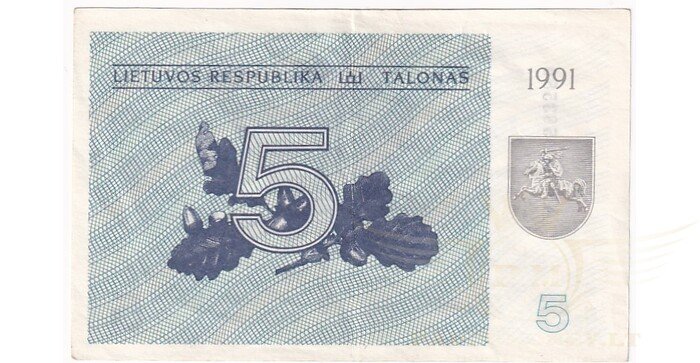 LIETUVOS RESPUBLIKA TALONAS
1991
5
5